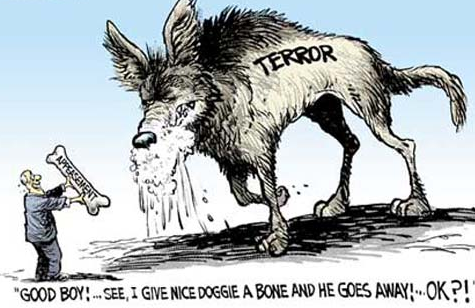 TERROR
APPEASEMENT
"GOOD BOY!... SEE, I GIVE NICE DOGGIE A BONE AND HE GOES AWAY!... OK?!